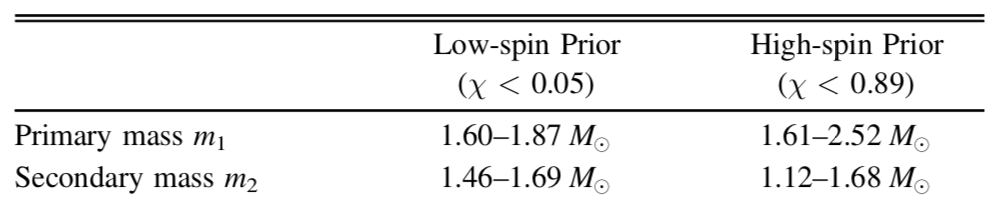 Low-spin Prior High-spin Prior
(χ < 0.05) (χ < 0.89)
Primary mass m₁ 1.60–1.87 M☉ 1.61–2.52 M☉
Secondary mass m₂ 1.46–1.69 M☉ 1.12–1.68 M☉